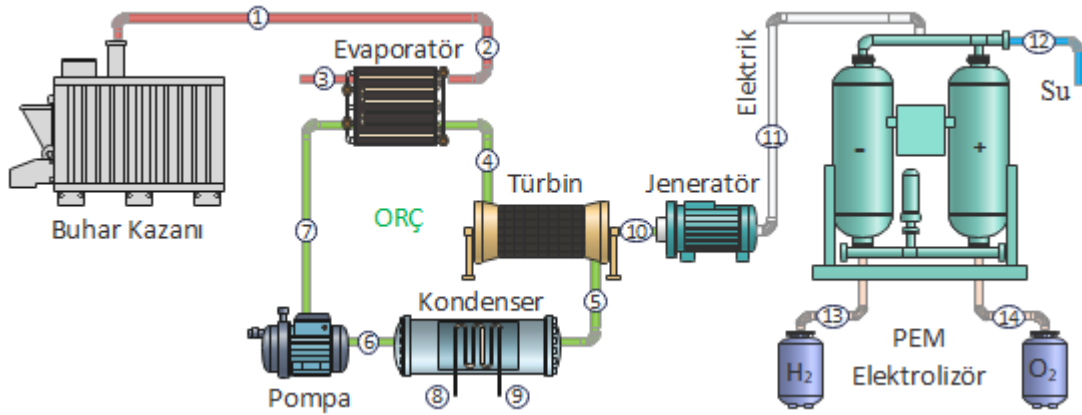 1
Evaporatör
2
3
Elektrik
12
Su
-
+
11
4
Türbin
Jeneratör
Buhar Kazanı
7
ORÇ
10
Kondenser
5
6
13
14
PEM
Elektrolizör
H2
O2
Pompa
8
9